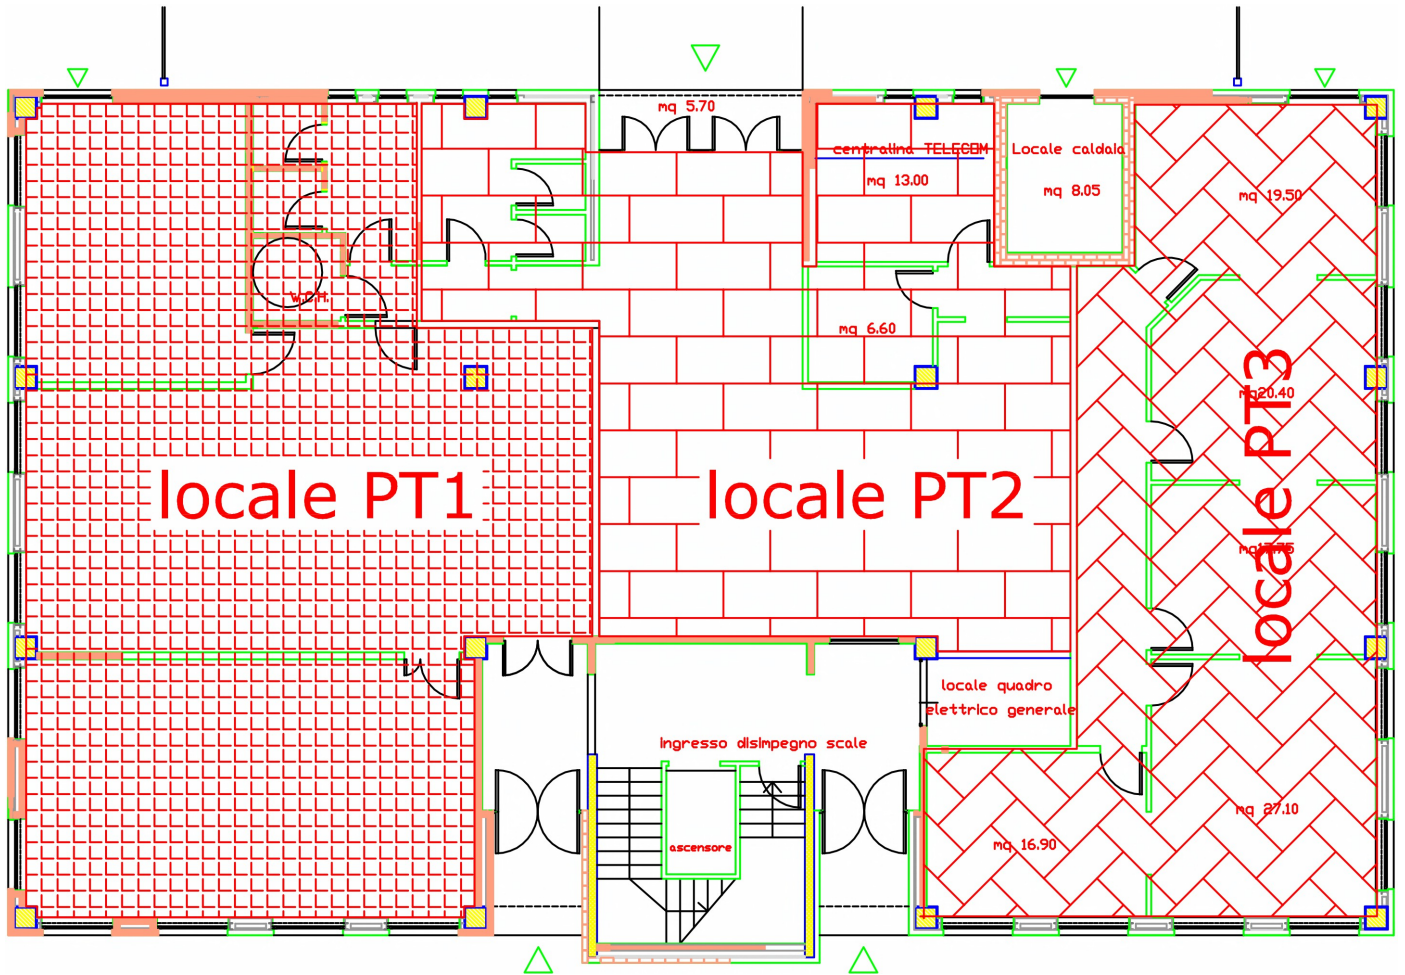 mq 5.70
centralina TELECOM
Locale caldaia
mq 13.00
mq 8.05
mq 19.50
W.C.H.
mq 6.60
mq20.40
locale PT1
locale PT2
locale PT3
locale quadro
elettrico generale
Ingresso disimpegno scale
mq 27.10
mq 16.90
ascensore